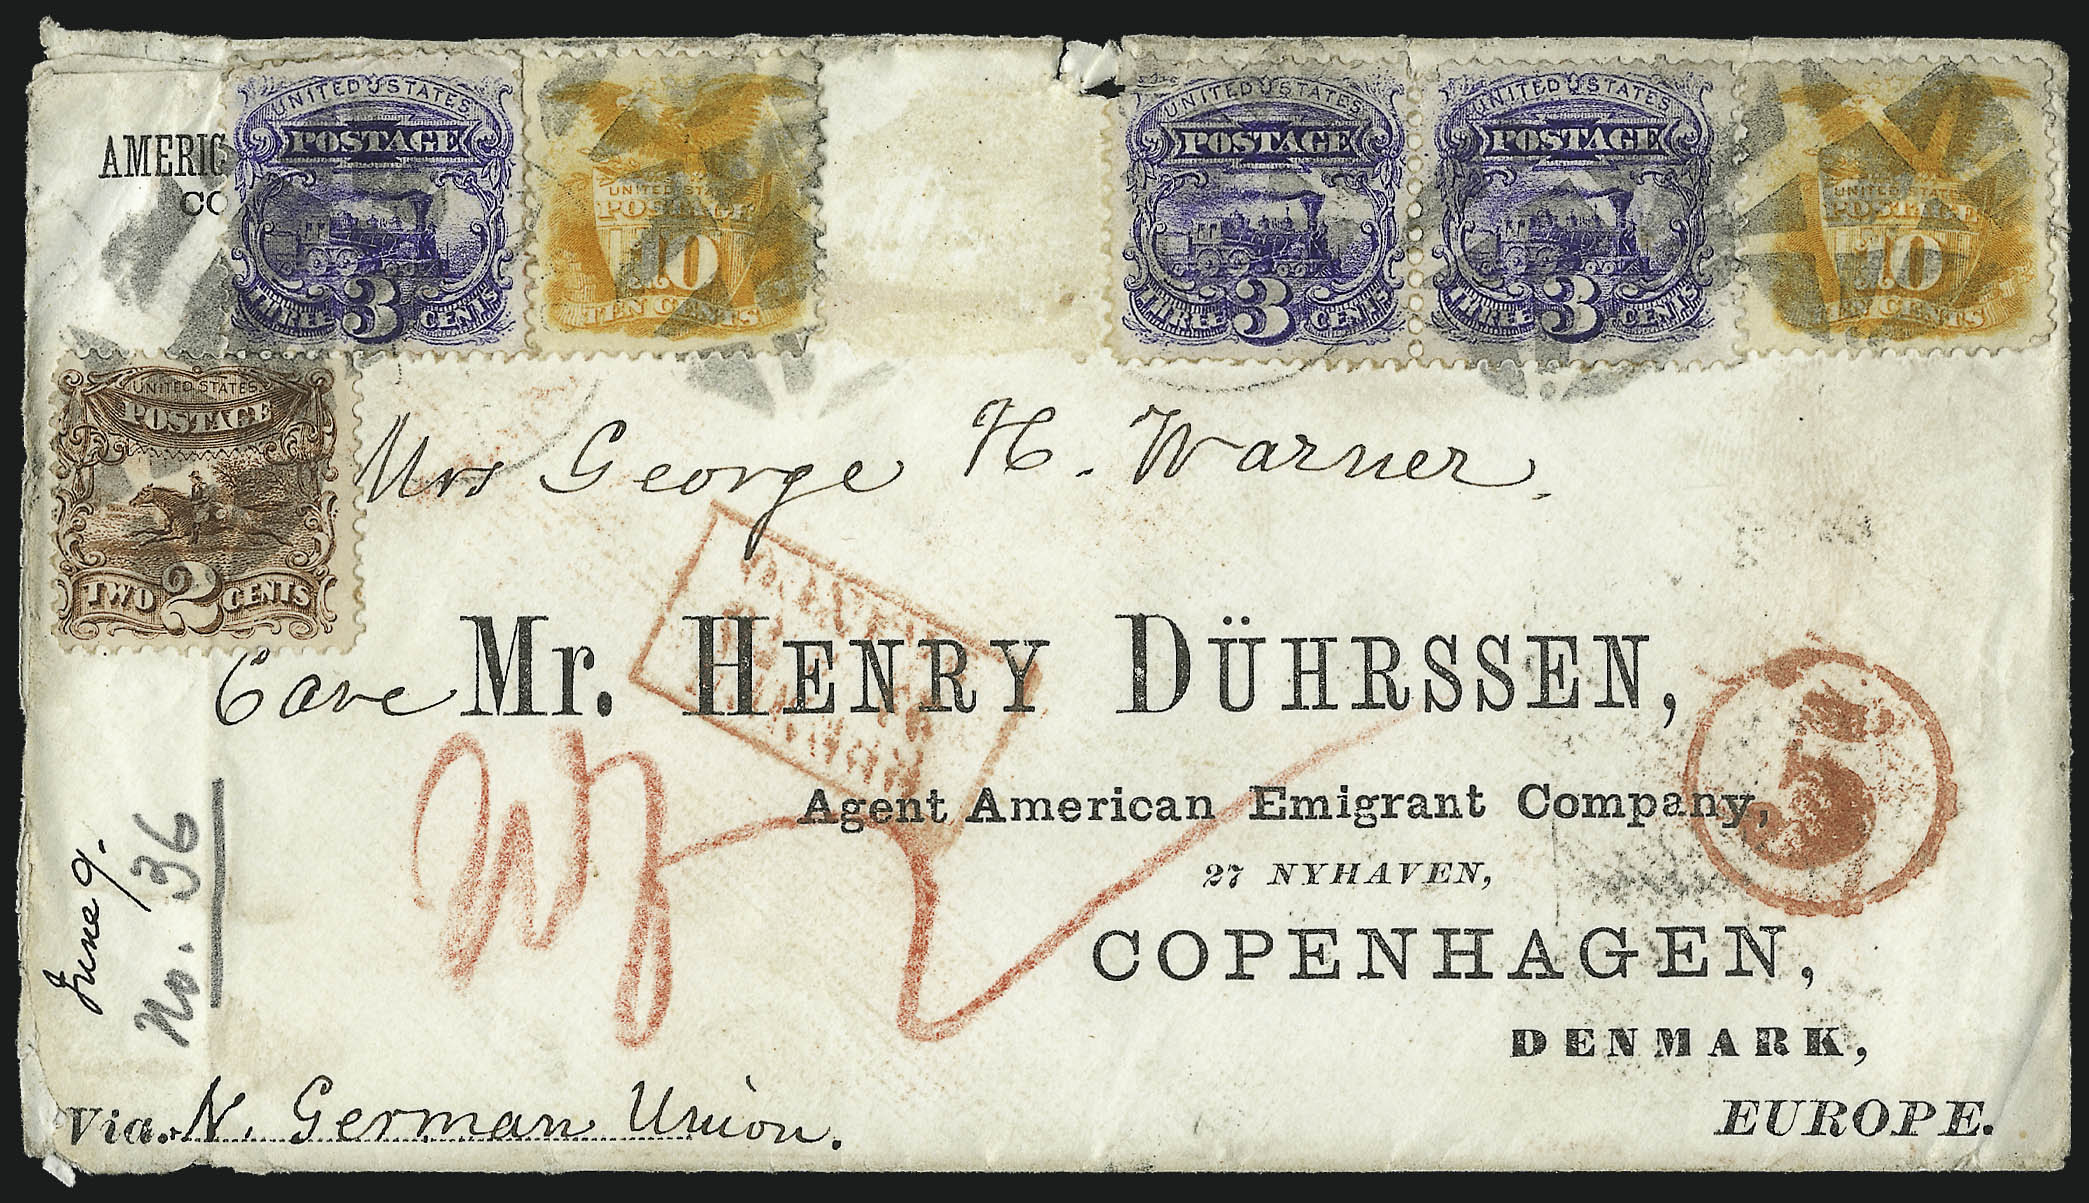 AMERIC
CO
UNITED STATES
POSTAGE
THREE 3 CENTS
UNITED STATES
POSTAGE
10
TEN CENTS
UNITED STATES
POSTAGE
THREE 3 CENTS
UNITED STATES
POSTAGE
THREE 3 CENTS
UNITED STATES
POSTAGE
10
TEN CENTS
UNITED STATES
POSTAGE
TWO 2 CENTS
Mrs George H. Warner.
Care Mr. HENRY DÜHRSSEN,
Agent American Emigrant Company,
27 NYHAVEN,
COPENHAGEN,
DENMARK,
EUROPE.
5
June 9.
No. 36
Via. N. German Union.